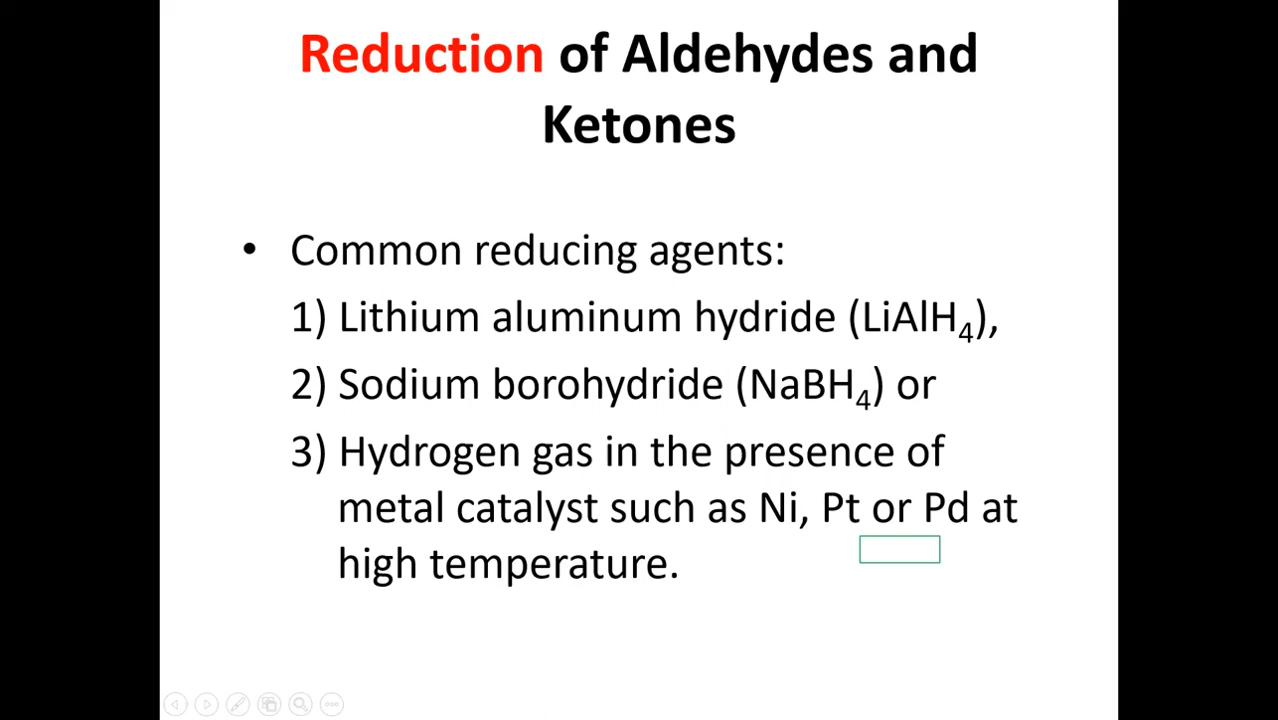 Reduction of Aldehydes and
Ketones
• Common reducing agents:
1) Lithium aluminum hydride (LiAlH₄),
2) Sodium borohydride (NaBH₄) or
3) Hydrogen gas in the presence of
metal catalyst such as Ni, Pt or Pd at
high temperature.